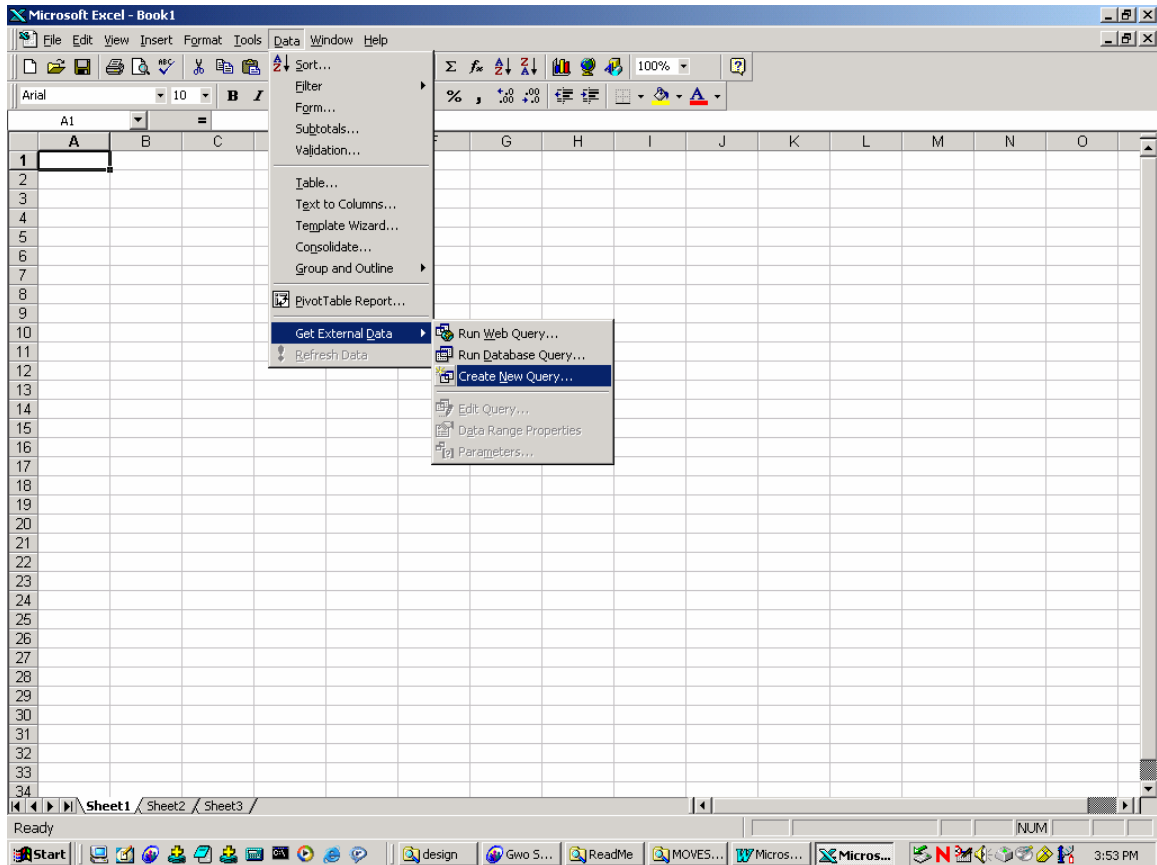 Microsoft Excel - Book1
File Edit View Insert Format Tools Data Window Help
100%
Arial 10 B I % ,
A1 =
A B C F G H I J K L M N O
Sort...
Filter
Form...
Subtotals...
Validation...
Table...
Text to Columns...
Template Wizard...
Consolidate...
Group and Outline
PivotTable Report...
Get External Data
Refresh Data
Run Web Query...
Run Database Query...
Create New Query...
Edit Query...
Data Range Properties
Parameters...
1
2
3
4
5
6
7
8
9
10
11
12
13
14
15
16
17
18
19
20
21
22
23
24
25
26
27
28
29
30
31
32
33
34
Sheet1 Sheet2 Sheet3
Ready NUM
Start design Gwo S... ReadMe MOVES... Micros... Micros... 3:53 PM